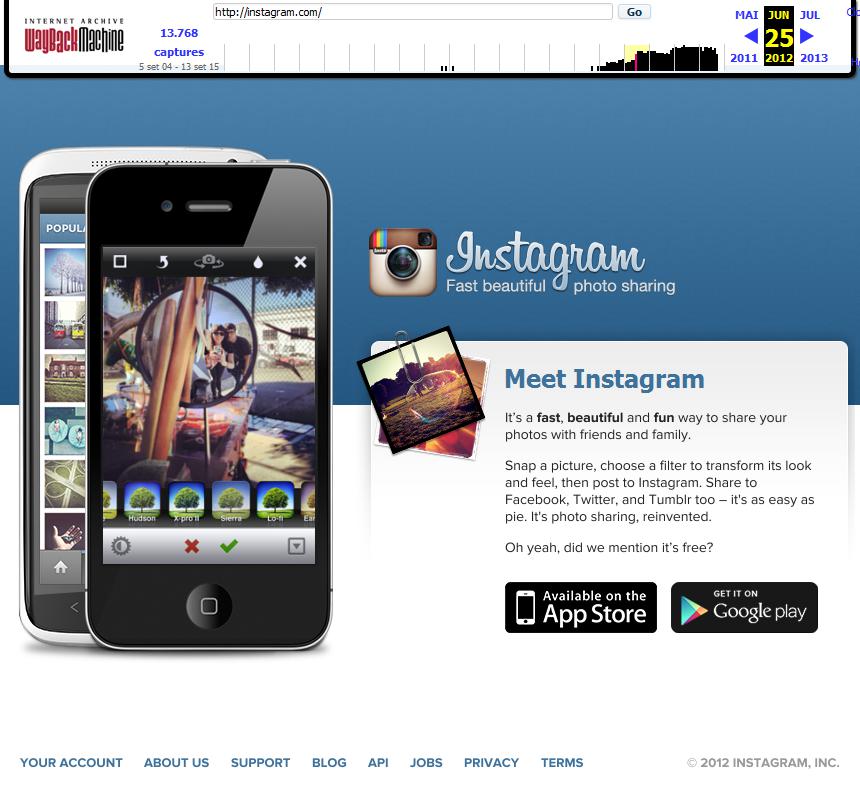 INTERNET ARCHIVE
WayBackMachine
http://instagram.com/
Go
13.768
captures
5 set 04 - 13 set 15
MAI JUN JUL
25
2011 2012 2013
POPULA
Hudson X-pro II Sierra Lo-fi Ear
Instagram
Fast beautiful photo sharing
Meet Instagram
It's a fast, beautiful and fun way to share your
photos with friends and family.
Snap a picture, choose a filter to transform its look
and feel, then post to Instagram. Share to
Facebook, Twitter, and Tumblr too – it's as easy as
pie. It's photo sharing, reinvented.
Oh yeah, did we mention it's free?
Available on the
App Store
GET IT ON
Google play
YOUR ACCOUNT ABOUT US SUPPORT BLOG API JOBS PRIVACY TERMS
© 2012 INSTAGRAM, INC.